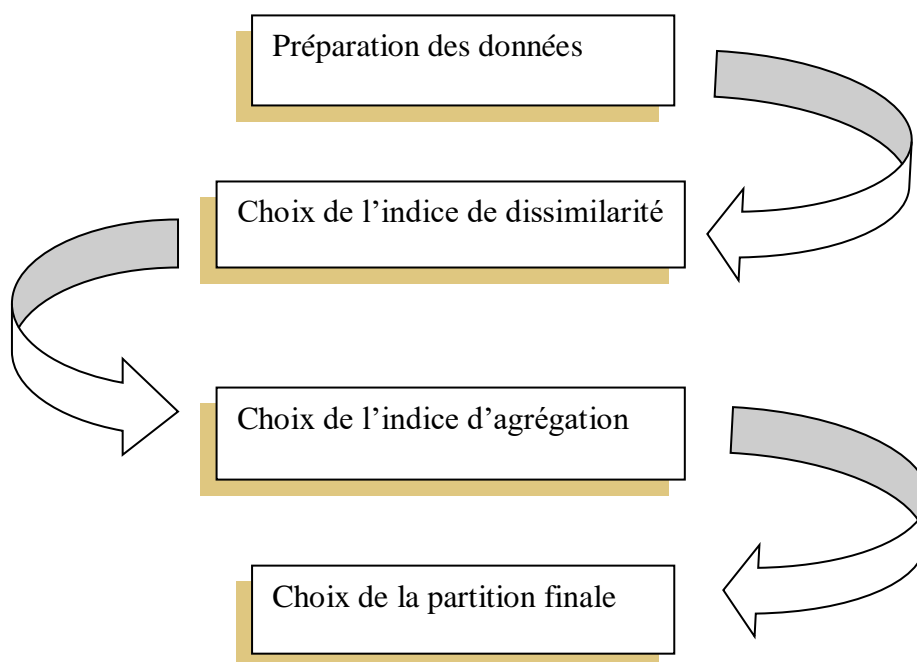 Préparation des données
Choix de l’indice de dissimilarité
Choix de l’indice d’agrégation
Choix de la partition finale